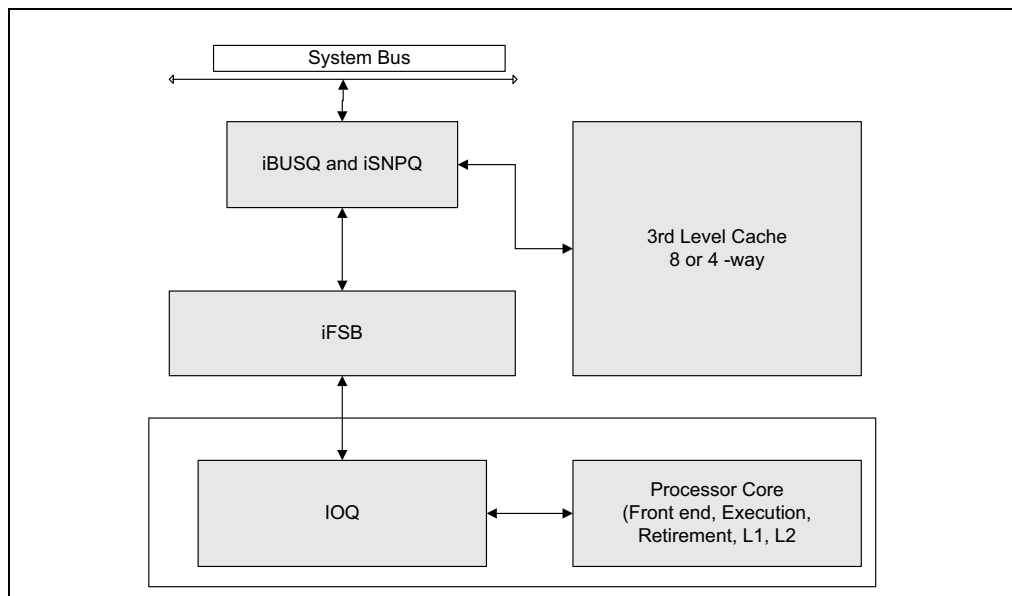 System Bus
iBUSQ and iSNPQ
3rd Level Cache
8 or 4 -way
iFSB
IOQ
Processor Core
(Front end, Execution,
Retirement, L1, L2